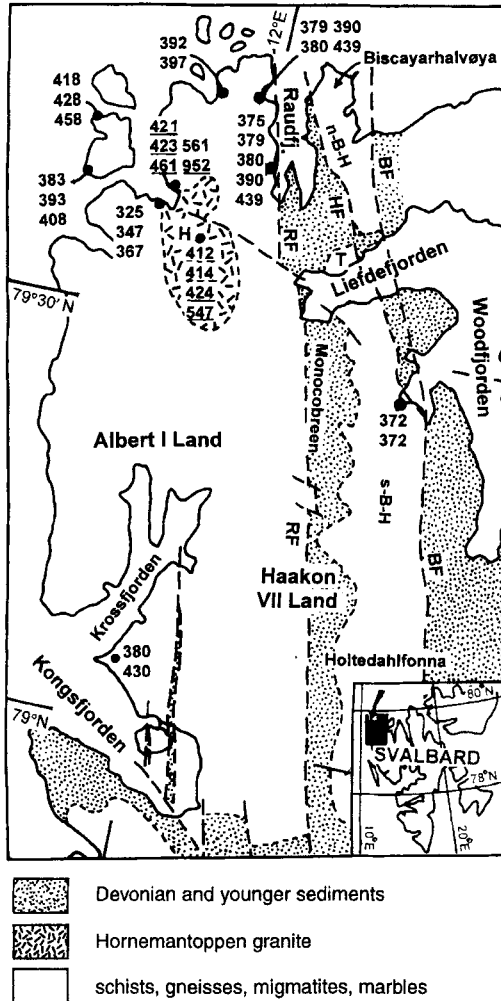 392
397
12°E
379 390
380 439
Biscayarhalvøya
418
428
458
Raudfj.
375
379
380
390
439
n-B-H
BF
421
423 561
461 952
383
393
408
325
347
367
H
412
414
424
547
RF
HF
T
Liefdefjorden
79°30' N
Monocobreen
Woodfjorden
372
372
Albert I Land
s-B-H
RF
BF
Haakon
VII Land
Krossfjorden
380
430
Holtedahlfonna
Kongsfjorden
79°N
80°N
SVALBARD
78°N
10°E
20°E
Devonian and younger sediments
Hornemantoppen granite
schists, gneisses, migmatites, marbles